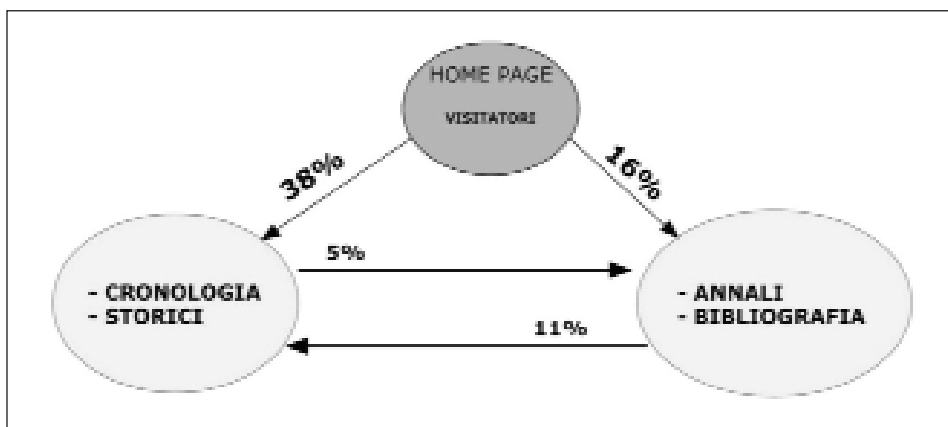 HOME PAGE
VISITATORI
38%
16%
5%
- CRONOLOGIA
- STORICI
- ANNALI
- BIBLIOGRAFIA
11%